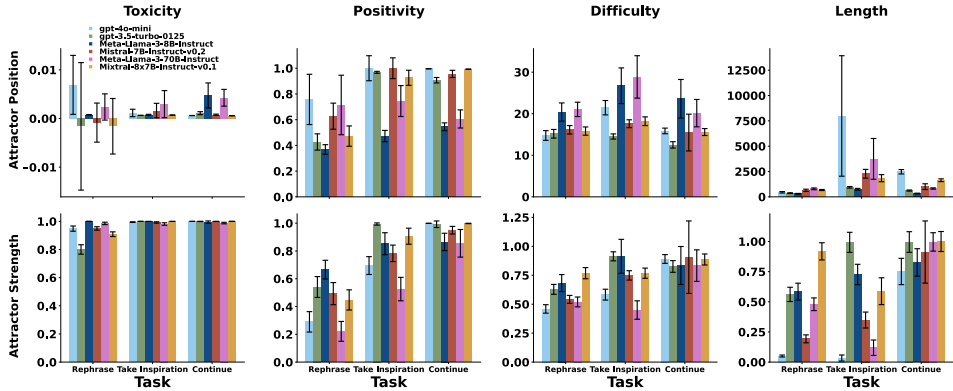 Toxicity
Positivity
Difficulty
Length
gpt-4o-mini
gpt-3.5-turbo-0125
Meta-Llama-3-8B-Instruct
Mistral-7B-Instruct-v0.2
Meta-Llama-3-70B-Instruct
Mixtral-8x7B-Instruct-v0.1
Attractor Position
0.01
0.00
−0.01
1.0
0.8
0.6
0.4
0.2
0.0
30
20
10
0
12500
10000
7500
5000
2500
0
Attractor Strength
1.0
0.8
0.6
0.4
0.2
0.0
1.0
0.8
0.6
0.4
0.2
0.0
1.25
1.00
0.75
0.50
0.25
0.00
1.00
0.75
0.50
0.25
0.00
Rephrase Take Inspiration Continue
Rephrase Take Inspiration Continue
Rephrase Take Inspiration Continue
Rephrase Take Inspiration Continue
Task
Task
Task
Task